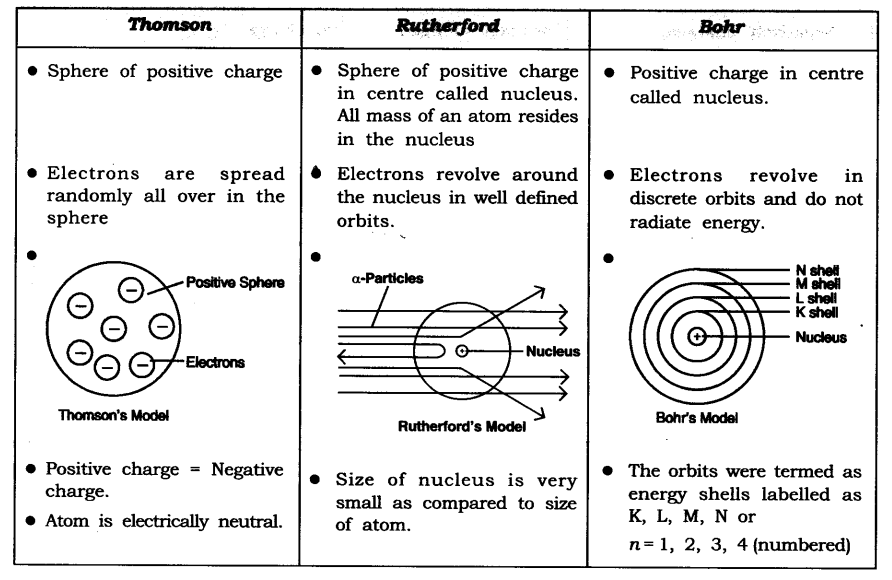 Thomson
Rutherford
Bohr
● Sphere of positive charge
● Sphere of positive charge
in centre called nucleus.
All mass of an atom resides
in the nucleus
● Positive charge in centre
called nucleus.
● Electrons are spread
randomly all over in the
sphere
● Electrons revolve around
the nucleus in well defined
orbits.
● Electrons revolve in
discrete orbits and do not
radiate energy.
●
Positive Sphere
Electrons
Thomson's Model
●
α-Particles
Nucleus
Rutherford's Model
●
N shell
M shell
L shell
K shell
Nucleus
Bohr's Model
● Positive charge = Negative
charge.
● Atom is electrically neutral.
● Size of nucleus is very
small as compared to size
of atom.
● The orbits were termed as
energy shells labelled as
K, L, M, N or
n = 1, 2, 3, 4 (numbered)